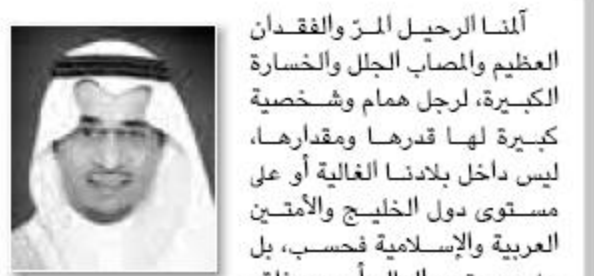 آلمنا الرحيل المرّ والفقدان
العظيم والمصاب الجلل والخسارة
الكبيرة، لرجل همام وشخصية
كبيرة لها قدرها ومقدارها،
ليس داخل بلادنا الغالية أو على
مستوى دول الخليج والأمتين
العربية والإسلامية فحسب، بل